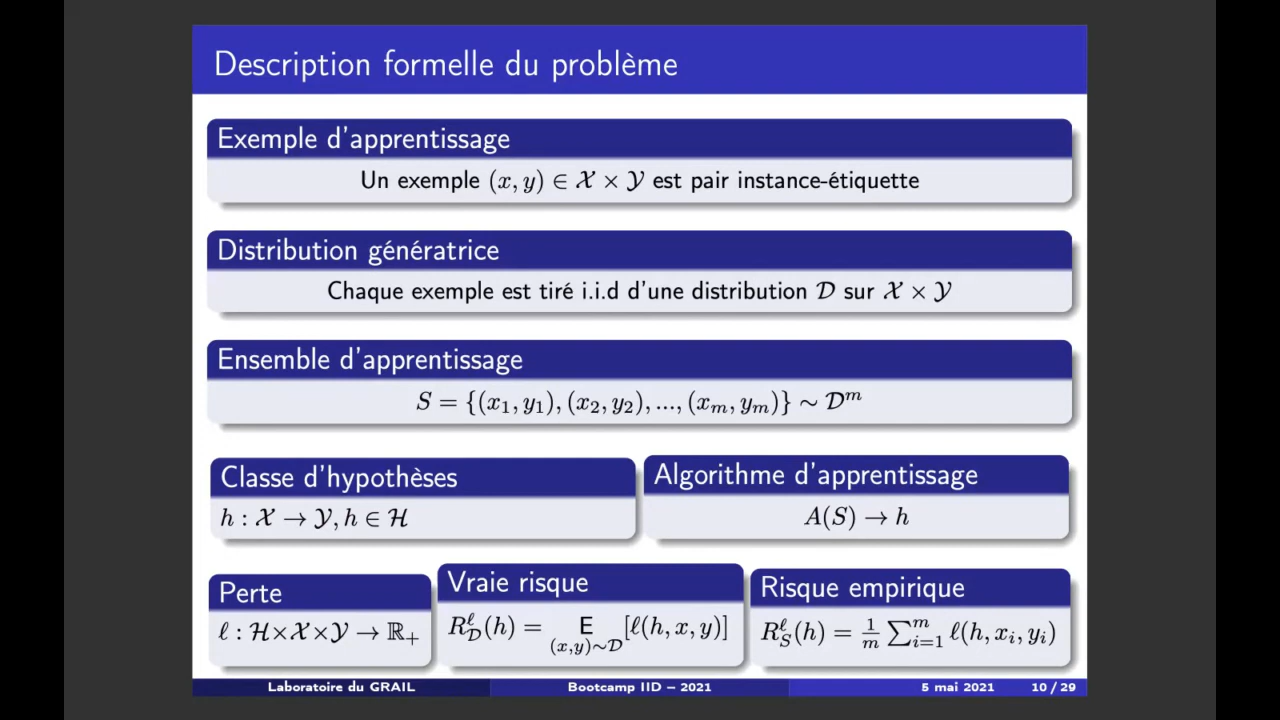 Description formelle du problème
Exemple d'apprentissage
Un exemple (x, y) ∈ 𝒳 × 𝒴 est pair instance-étiquette
Distribution génératrice
Chaque exemple est tiré i.i.d d'une distribution 𝒟 sur 𝒳 × 𝒴
Ensemble d'apprentissage
S = {(x₁, y₁), (x₂, y₂), ..., (xₘ, yₘ)} ∼ 𝒟ᵐ
Classe d'hypothèses
h : 𝒳 → 𝒴, h ∈ ℋ
Algorithme d'apprentissage
A(S) → h
Perte
ℓ : ℋ×𝒳×𝒴 → ℝ₊
Vraie risque
R_𝒟^ℓ(h) = E_{(x,y)∼𝒟} [ℓ(h, x, y)]
Risque empirique
R_S^ℓ(h) = 1/m ∑_{i=1}^m ℓ(h, xᵢ, yᵢ)
Laboratoire du GRAIL Bootcamp IID – 2021 5 mai 2021 10 / 29